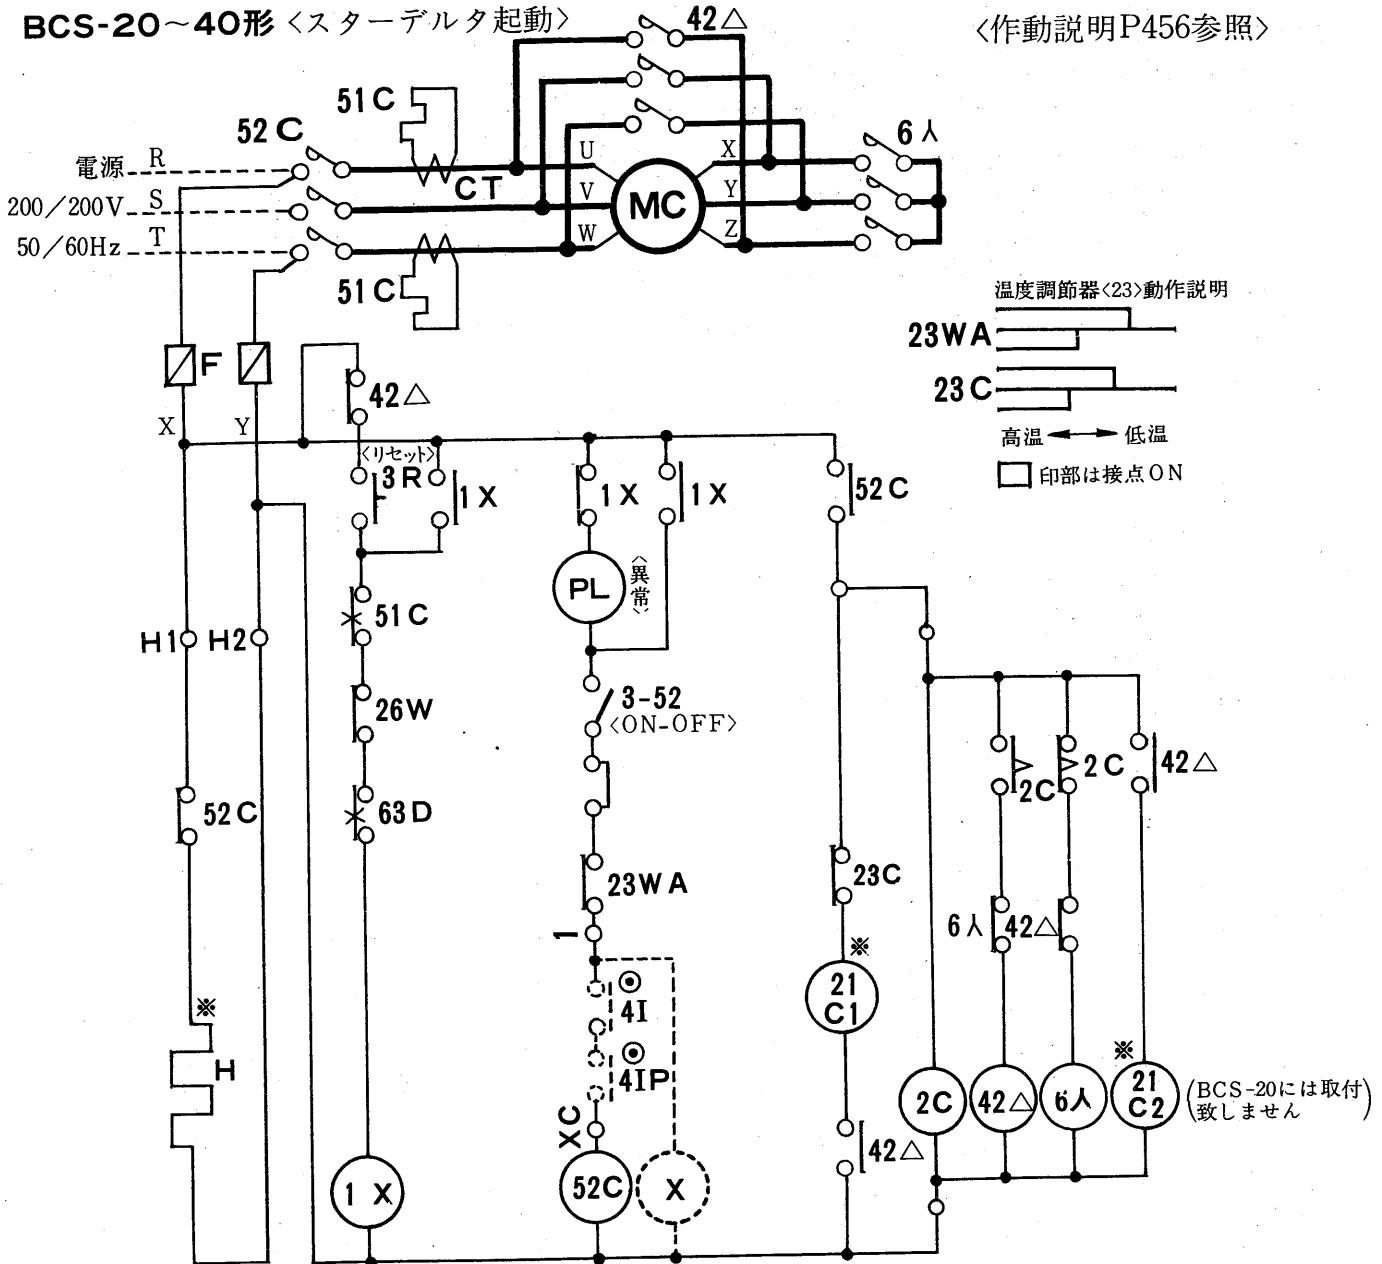 BCS-20～40形 〈スターデルタ起動〉
42△
〈作動説明P456参照〉
51C
52C
6人
電源 R
U
X
CT
200/200V S
V
MC
Y
50/60Hz T
W
Z
51C
温度調節器〈23〉動作説明
23WA
F
23C
42△
X
Y
高温 ←→ 低温
〈リセット〉
3R
1X
1X
1X
52C
印部は接点ON
PL
〈異常〉
51C
H1
H2
3-52
〈ON-OFF〉
26W
2C
2C
42△
52C
63D
23WA
23C
1
6人
42△
※
21
C1
4I
※
4IP
H
XC
※
2C
42△
6人
21
C2
(BCS-20には取付
致しません)
42△
1X
52C
X